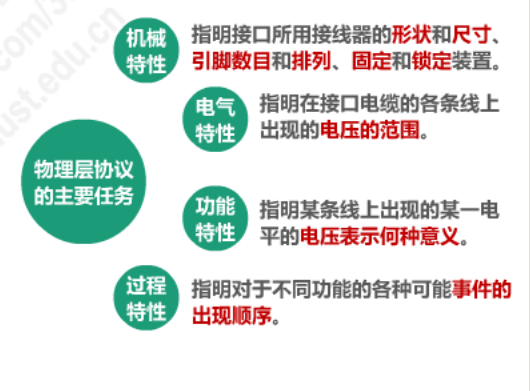 机械
特性
指明接口所用接线器的形状和尺寸、
引脚数目和排列、固定和锁定装置。
电气
特性
指明在接口电缆的各条线上
出现的电压的范围。
物理层协议
的主要任务
功能
特性
指明某条线上出现的某一电
平的电压表示何种意义。
过程
特性
指明对于不同功能的各种可能事件的
出现顺序。